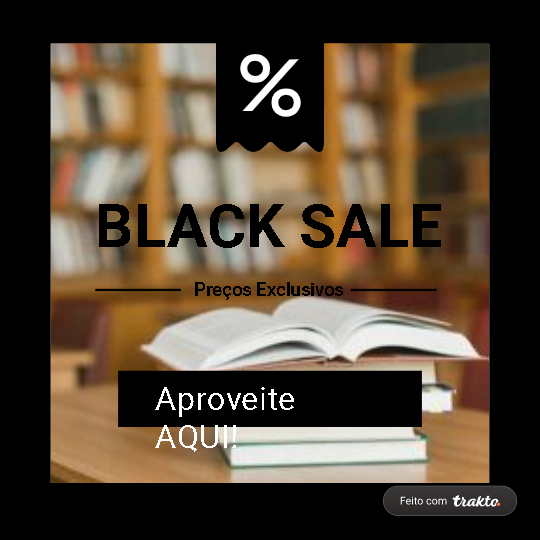 %
BLACK SALE
Preços Exclusivos
Aproveite
AQUI!
Feito com trakto.